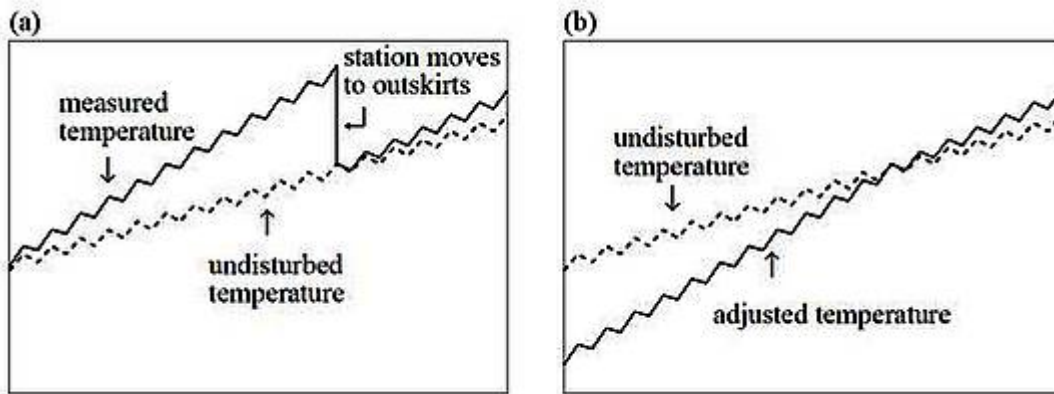 (a)
station moves
to outskirts
measured
temperature
undisturbed
temperature
(b)
undisturbed
temperature
adjusted temperature